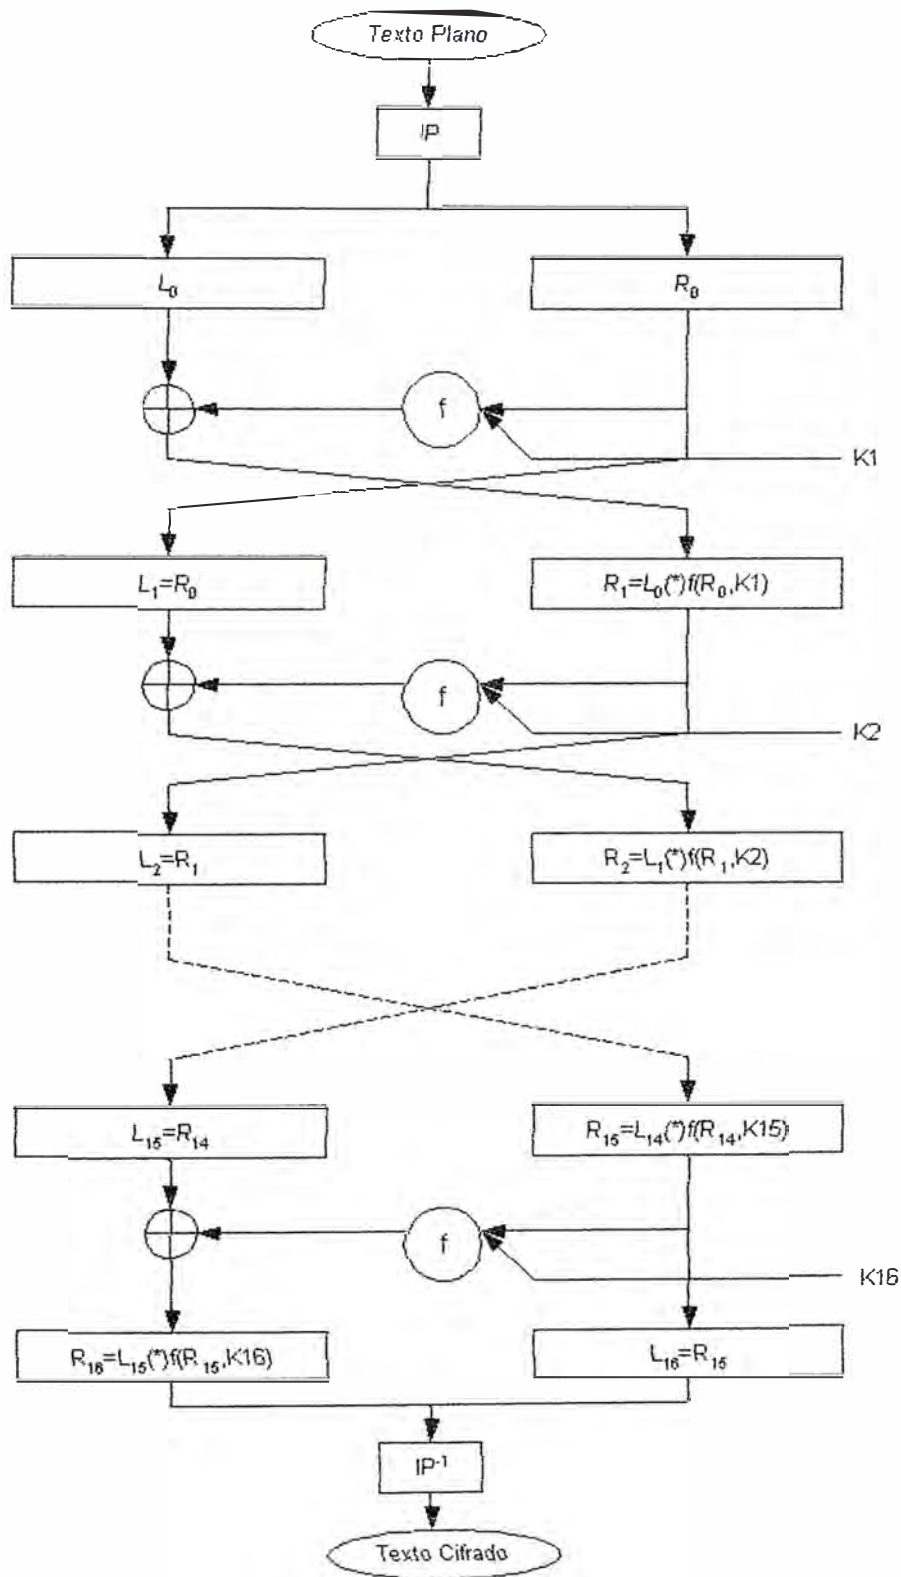 Texto Plano
IP
L₀
R₀
f
K1
L₁=R₀
R₁=L₀(*)f(R₀,K1)
f
K2
L₂=R₁
R₂=L₁(*)f(R₁,K2)
L₁₅=R₁₄
R₁₅=L₁₄(*)f(R₁₄,K15)
f
K16
R₁₆=L₁₅(*)f(R₁₅,K16)
L₁₆=R₁₅
IP⁻¹
Texto Cifrado